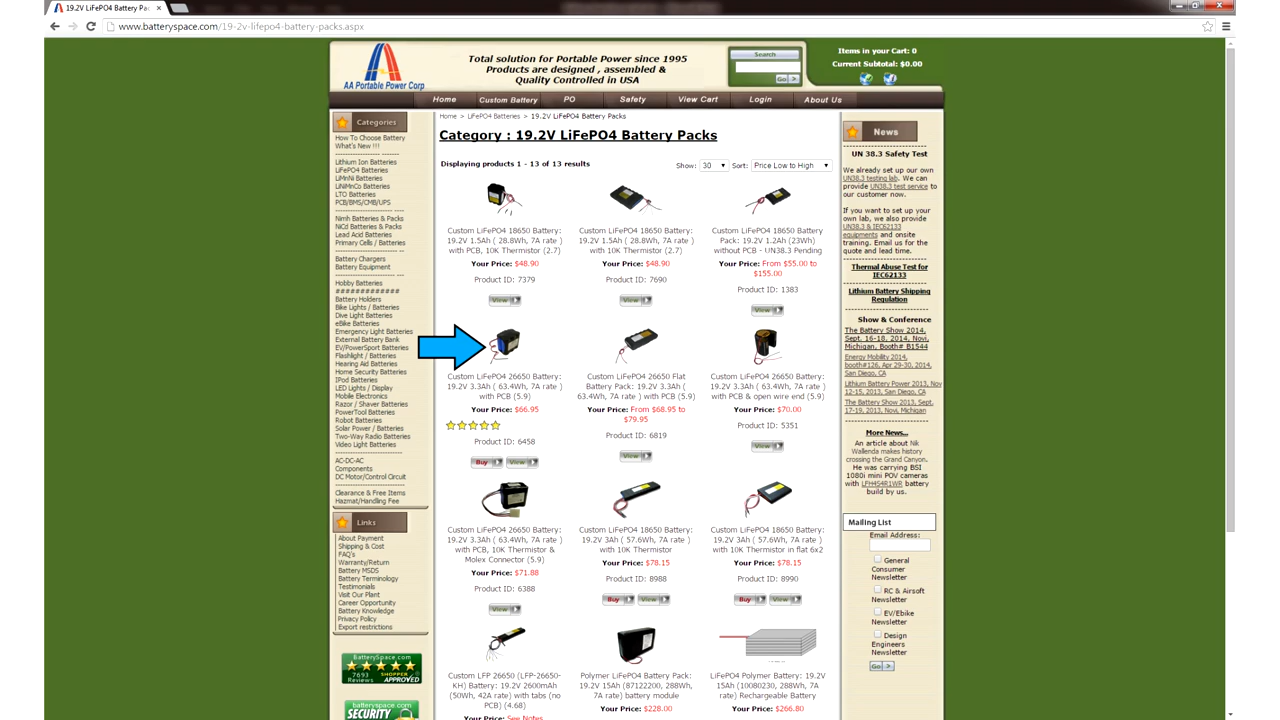 19.2V LiFePO4 Battery Pac
www.batteryspace.com/19-2v-lifepo4-battery-packs.aspx
AA Portable Power Corp
Total solution for Portable Power since 1995
Products are designed , assembled &
Quality Controlled in USA
Search
Go >
Items in your Cart: 0
Current Subtotal: $0.00
Home Custom Battery PO Safety View Cart Login About Us
Categories
How To Choose Battery
What's New !!!
Lithium Ion Batteries
LiFePO4 Batteries
LiMnNi Batteries
LiNiMnCo Batteries
LTO Batteries
PCB/BMS/CMB/UPS
Nimh Batteries & Packs
NiCd Batteries & Packs
Lead Acid Batteries
Primary Cells / Batteries
Battery Chargers
Battery Equipment
Hobby Batteries
#############
Battery Holders
Bike Lights / Batteries
Dive Light Batteries
eBike Batteries
Emergency Light Batteries
External Battery Bank
EV/PowerSport Batteries
Flashlight / Batteries
Hearing Aid Batteries
Home Security Batteries
IPod Batteries
LED Lights / Display
Mobile Electronics
Razor / Shaver Batteries
PowerTool Batteries
Robot Batteries
Solar Power / Batteries
Two-Way Radio Batteries
Video Light Batteries
AC-DC-AC
Components
DC Motor/Control Circuit
Clearance & Free Items
Hazmat/Handling Fee
Links
About Payment
Shipping & Cost
FAQ's
Warranty/Return
Battery MSDS
Battery Terminology
Testimonials
Visit Our Plant
Career Opportunity
Battery Knowledge
Privacy Policy
Export restrictions
BatterySpace.com
7693
Reviews
SHOPPER
APPROVED
batteryspace.com
SECURITY
Home > LiFePO4 Batteries > 19.2V LiFePO4 Battery Packs
Category : 19.2V LiFePO4 Battery Packs
Displaying products 1 - 13 of 13 results
Show: 30 Sort: Price Low to High
Custom LiFePO4 18650 Battery:
19.2V 1.5Ah ( 28.8Wh, 7A rate )
with PCB, 10K Thermistor (2.7)
Your Price: $48.90
Product ID: 7379
View
Custom LiFePO4 18650 Battery:
19.2V 1.5Ah ( 28.8Wh, 7A rate )
with 10K Thermistor (2.7)
Your Price: $48.90
Product ID: 7690
View
Custom LiFePO4 18650 Battery
Pack: 19.2V 1.2Ah (23Wh)
without PCB - UN38.3 Pending
Your Price: From $55.00 to
$155.00
Product ID: 1383
View
Custom LiFePO4 26650 Battery:
19.2V 3.3Ah ( 63.4Wh, 7A rate )
with PCB (5.9)
Your Price: $66.95
Product ID: 6458
Buy View
Custom LiFePO4 26650 Flat
Battery Pack: 19.2V 3.3Ah (
63.4Wh, 7A rate ) with PCB (5.9)
Your Price: From $68.95 to
$79.95
Product ID: 6819
View
Custom LiFePO4 26650 Battery:
19.2V 3.3Ah ( 63.4Wh, 7A rate )
with PCB & open wire end (5.9)
Your Price: $70.00
Product ID: 5351
View
Custom LiFePO4 26650 Battery:
19.2V 3.3Ah ( 63.4Wh, 7A rate )
with PCB, 10K Thermistor &
Molex Connector (5.9)
Your Price: $71.88
Product ID: 6388
View
Custom LiFePO4 18650 Battery:
19.2V 3Ah ( 57.6Wh, 7A rate )
with 10K Thermistor
Your Price: $78.15
Product ID: 8988
Buy View
Custom LiFePO4 18650 Battery:
19.2V 3Ah ( 57.6Wh, 7A rate )
with 10K Thermistor in flat 6x2
Your Price: $78.15
Product ID: 8990
Buy View
Custom LFP 26650 (LFP-26650-
KH) Battery: 19.2V 2600mAh
(50Wh, 42A rate) with tabs (no
PCB) (4.68)
Your Price: See Notes
Polymer LiFePO4 Battery Pack:
19.2V 15Ah (87122200, 288Wh,
7A rate) battery module
Your Price: $228.00
LiFePO4 Polymer Battery: 19.2V
15Ah (10080230, 288Wh, 7A
rate) Rechargeable Battery
Your Price: $266.80
News
UN 38.3 Safety Test
We already set up our own
UN38.3 testing lab. We can
provide UN38.3 test service to
our customer now.
If you want to set up your
own lab, we also provide
UN38.3 & IEC62133
equipments and onsite
training. Email us for the
quote and lead time.
Thermal Abuse Test for
IEC62133
Lithium Battery Shipping
Regulation
Show & Conference
The Battery Show 2014,
Sept. 16-18, 2014, Novi,
Michigan, Booth# B1544
Energy Mobility 2014,
booth#126, Apr 29-30, 2014,
San Diego, CA
Lithium Battery Power 2013, Nov
12-15, 2013, San Diego, CA
The Battery Show 2013, Sept.
17-19, 2013, Novi, Michigan
More News...
An article about Nik
Wallenda makes history
crossing the Grand Canyon.
He was carrying BSI
1080i mini POV cameras
with LFH4S4R1WR battery
build by us.
Mailing List
Email Address:
General
Consumer
Newsletter
RC & Airsoft
Newsletter
EV/Ebike
Newsletter
Design
Engineers
Newsletter
Go >